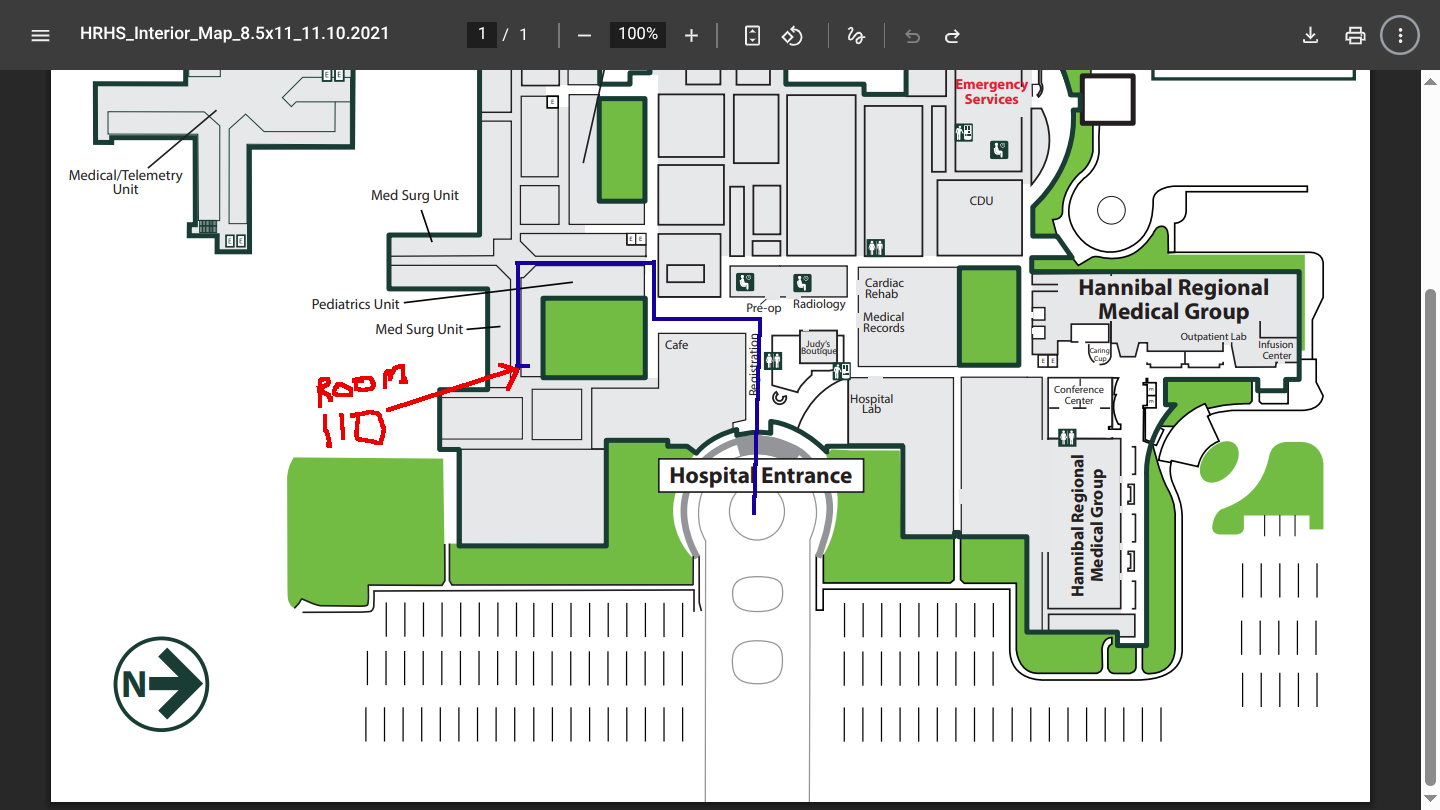 HRHS_Interior_Map_8.5x11_11.10.2021
1 / 1
100%
Emergency
Services
E E
E
Medical/Telemetry
Unit
Med Surg Unit
CDU
E E
E E
Pediatrics Unit
Med Surg Unit
Pre-op
Radiology
Cardiac
Rehab
Medical
Records
Hannibal Regional
Medical Group
Outpatient Lab
Infusion
Center
Caring
Cup
E E
Cafe
Registration
Judy's
Boutique
ROOM
110
Hospital
Lab
Conference
Center
E
E
Hospital Entrance
Hannibal Regional
Medical Group
N